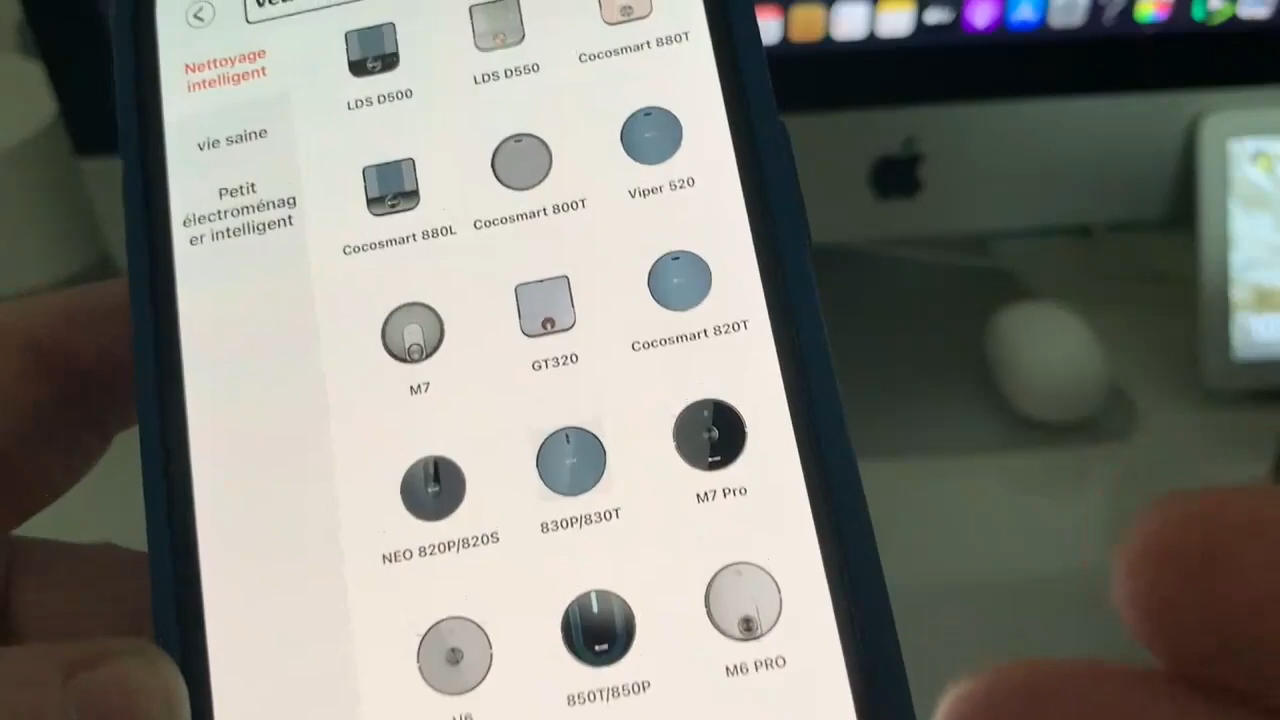 Nettoyage
intelligent
vie saine
Petit
électroménag
er intelligent
LDS D500
LDS D550
Cocosmart 880T
Cocosmart 880L
Cocosmart 800T
Viper 520
M7
GT320
Cocosmart 820T
NEO 820P/820S
830P/830T
M7 Pro
850T/850P
M6 PRO